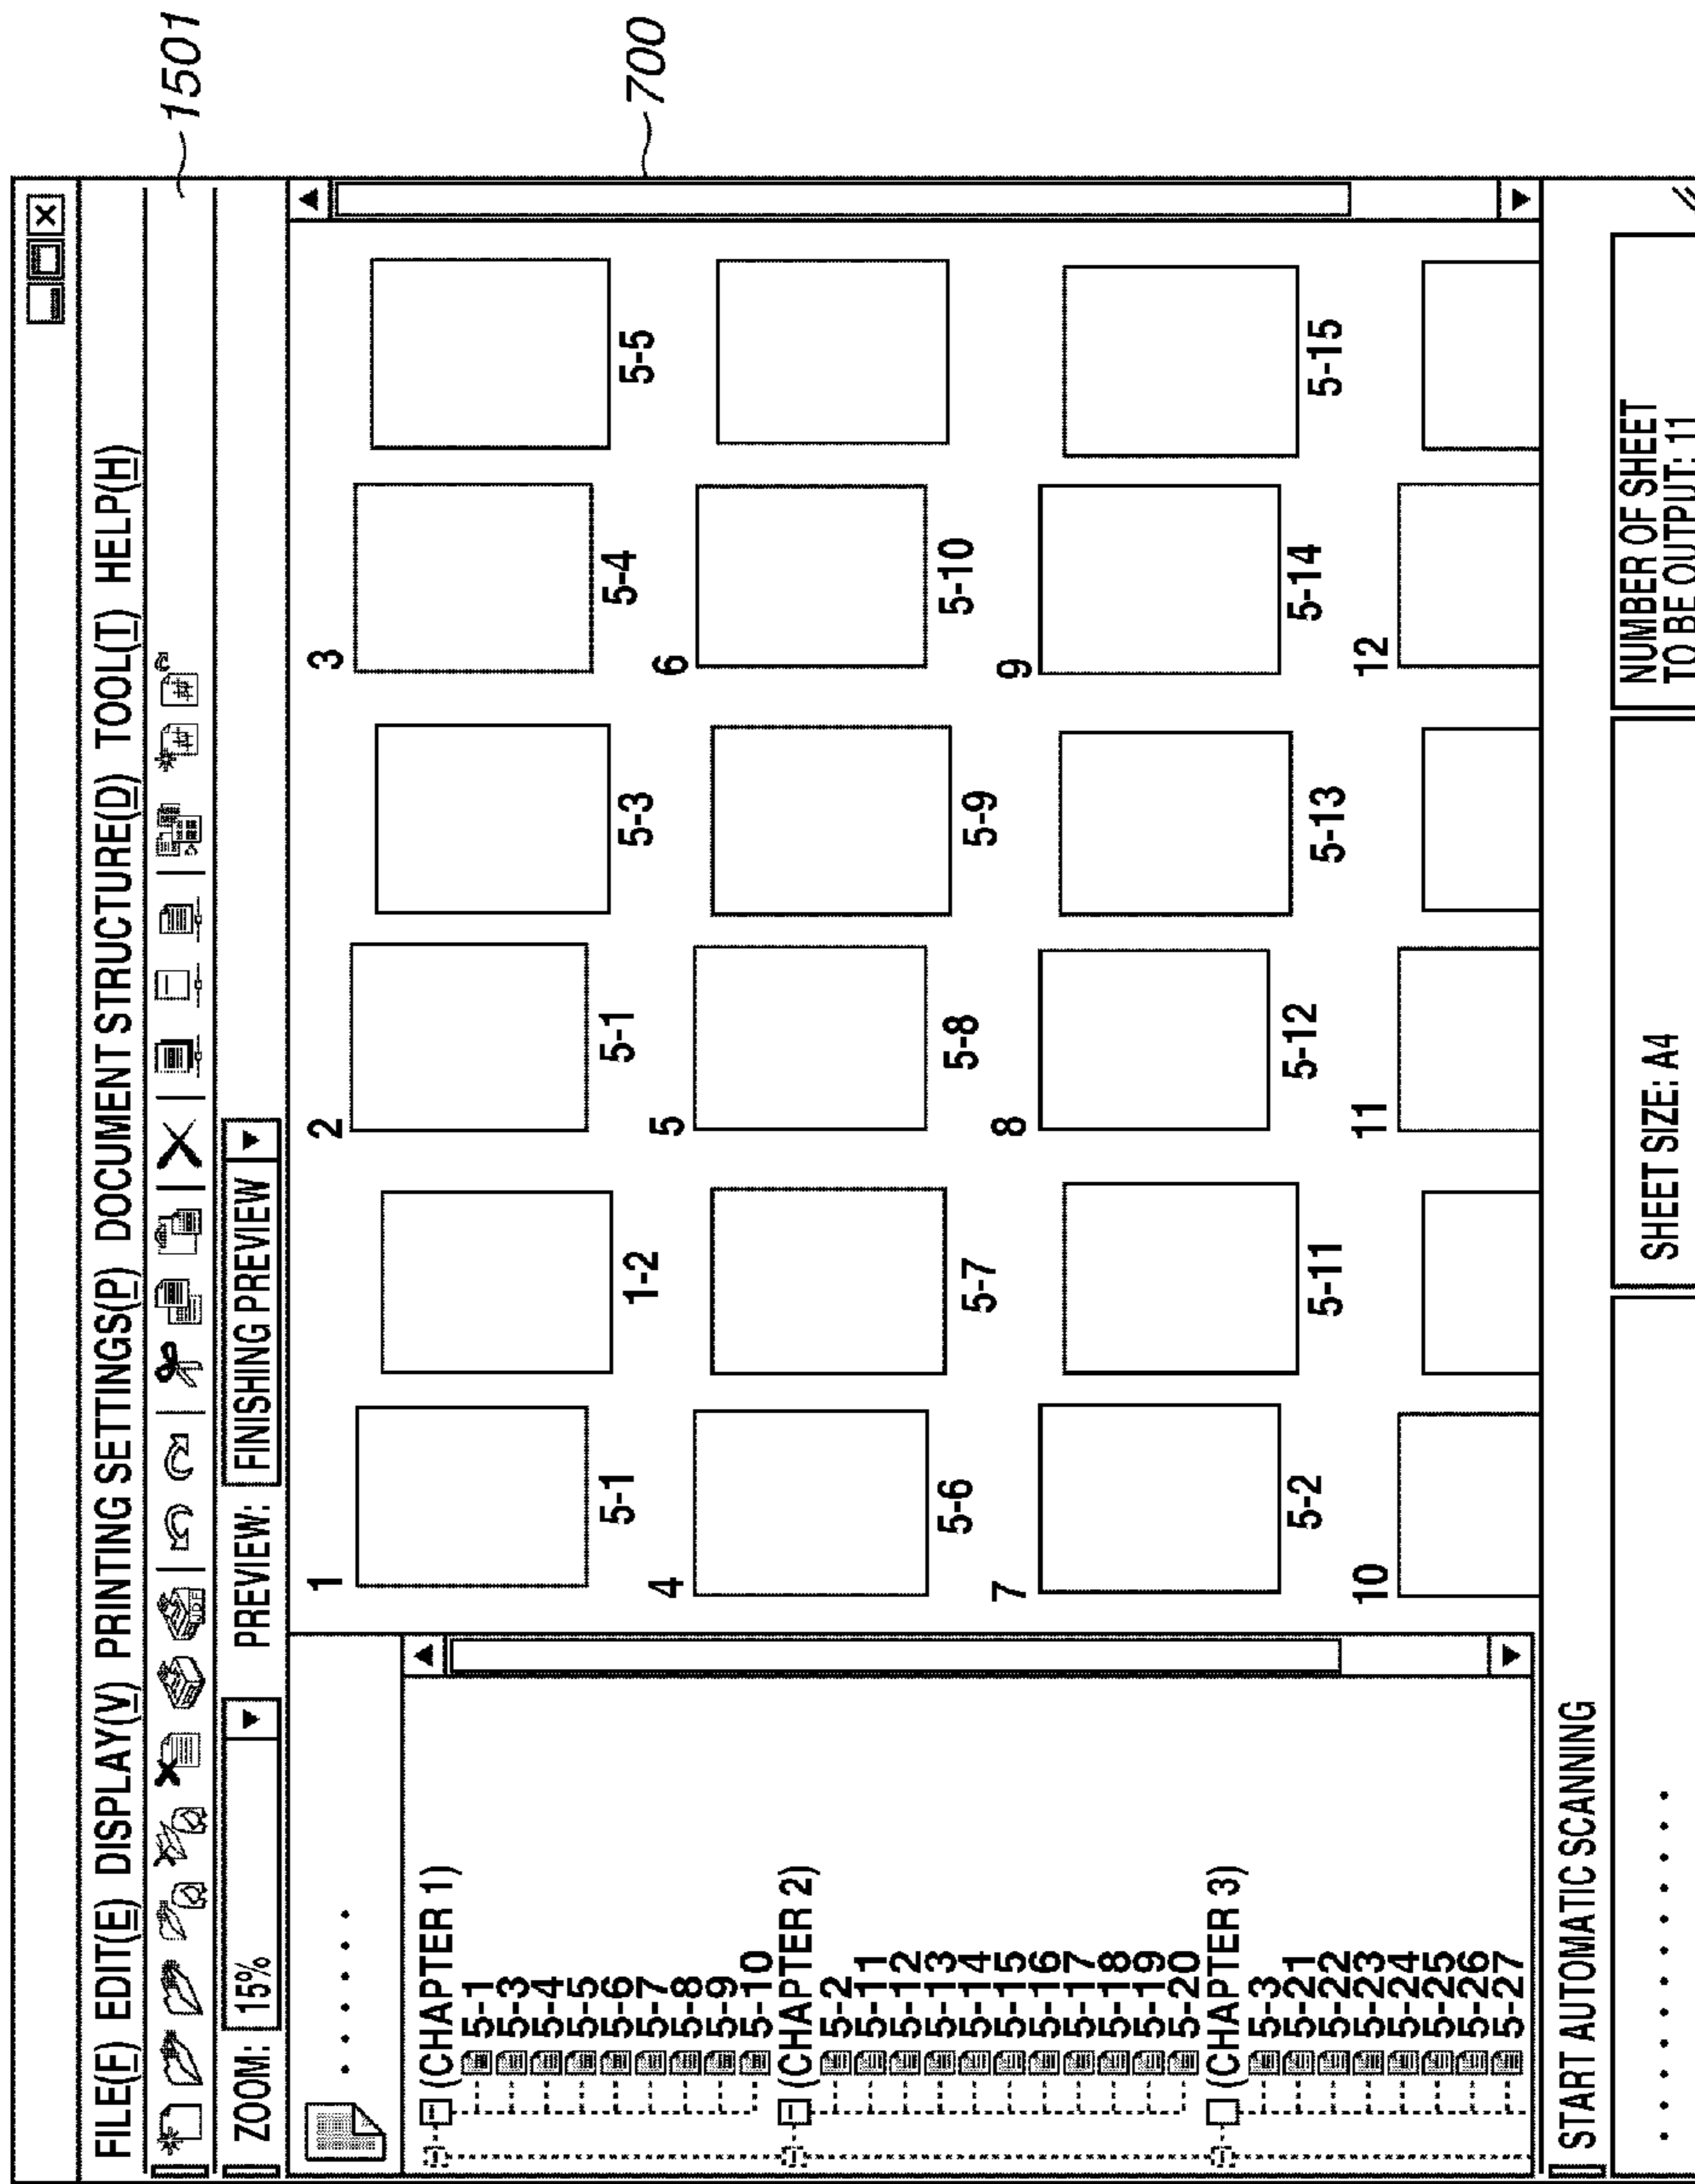 1501
FILE(F) EDIT(E) DISPLAY(V) PRINTING SETTINGS(P) DOCUMENT STRUCTURE(D) TOOL(T) HELP(H)
ZOOM: 15% PREVIEW: FINISHING PREVIEW
700
(CHAPTER 1)
5-1
5-3
5-4
5-5
5-6
5-7
5-8
5-9
5-10
(CHAPTER 2)
5-2
5-11
5-12
5-13
5-14
5-15
5-16
5-17
5-18
5-19
5-20
(CHAPTER 3)
5-3
5-21
5-22
5-23
5-24
5-25
5-26
5-27
1 2 3
5-1 1-2 5-1 5-3 5-4 5-5
4 5 6
5-6 5-7 5-8 5-9 5-10
7 8 9
5-2 5-11 5-12 5-13 5-14 5-15
10 11 12
START AUTOMATIC SCANNING
SHEET SIZE: A4
NUMBER OF SHEET
TO BE OUTPUT: 11